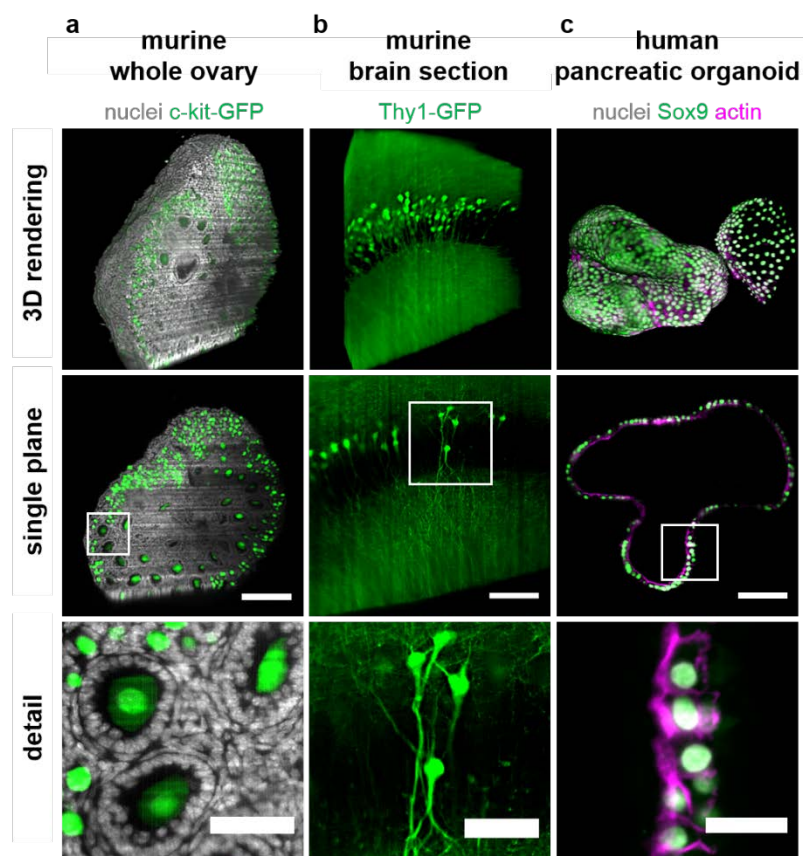 a
murine
whole ovary
b
murine
brain section
c
human
pancreatic organoid
nuclei c-kit-GFP
Thy1-GFP
nuclei Sox9 actin
3D rendering
single plane
detail